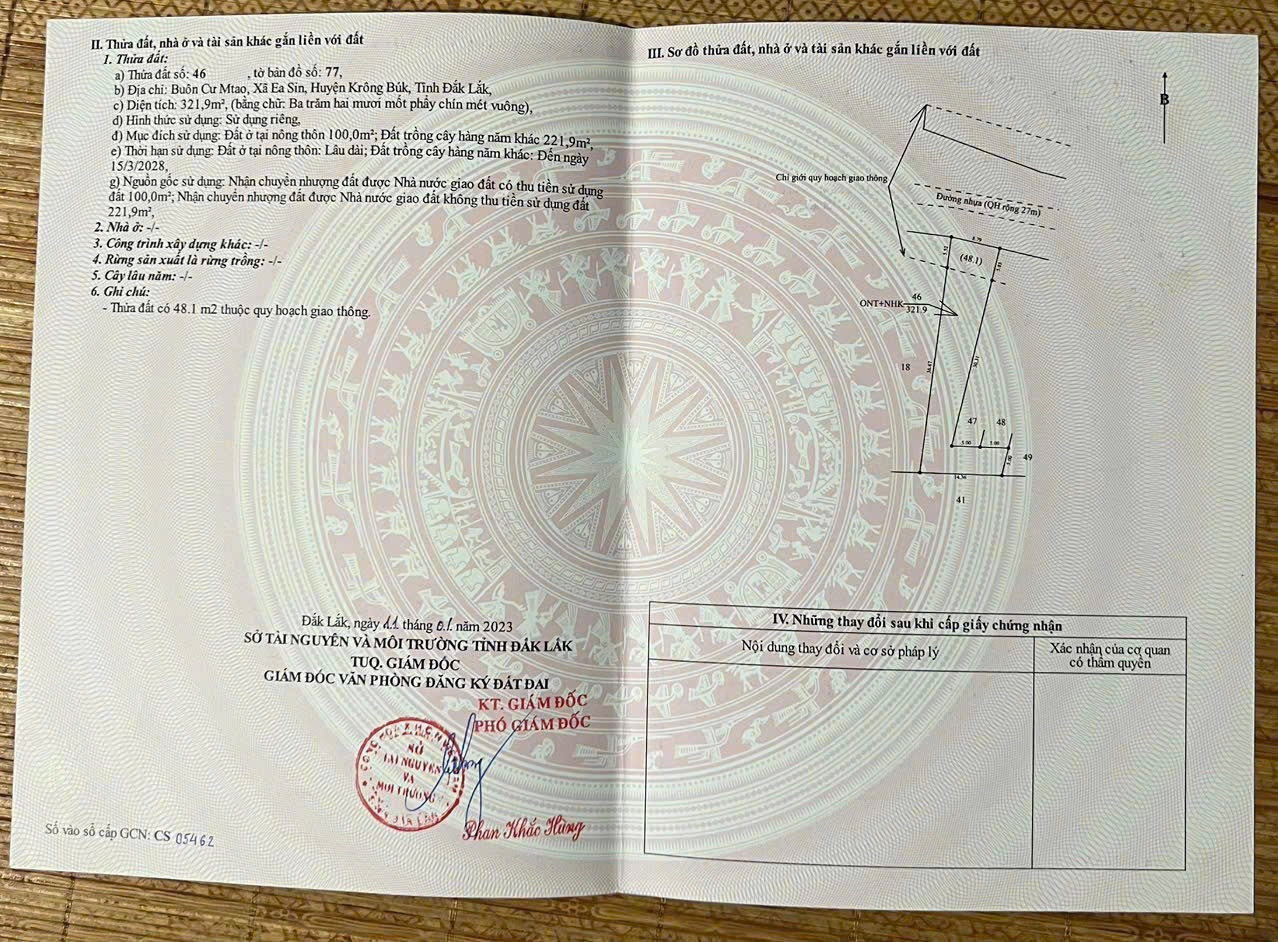 II. Thửa đất, nhà ở và tài sản khác gắn liền với đất
1. Thửa đất:
a) Thửa đất số: 46 , tờ bản đồ số: 77,
b) Địa chỉ: Buôn Cư Mtao, Xã Ea Sin, Huyện Krông Búk, Tỉnh Đắk Lắk,
c) Diện tích: 321,9m², (bằng chữ: Ba trăm hai mươi mốt phẩy chín mét vuông),
d) Hình thức sử dụng: Sử dụng riêng,
đ) Mục đích sử dụng: Đất ở tại nông thôn 100,0m²; Đất trồng cây hàng năm khác 221,9m²,
e) Thời hạn sử dụng: Đất ở tại nông thôn: Lâu dài; Đất trồng cây hàng năm khác: Đến ngày
15/3/2028,
g) Nguồn gốc sử dụng: Nhận chuyển nhượng đất được Nhà nước giao đất có thu tiền sử dụng
đất 100,0m²; Nhận chuyển nhượng đất được Nhà nước giao đất không thu tiền sử dụng đất
221,9m²,
2. Nhà ở: -/-
3. Công trình xây dựng khác: -/-
4. Rừng sản xuất là rừng trồng: -/-
5. Cây lâu năm: -/-
6. Ghi chú:
- Thửa đất có 48.1 m2 thuộc quy hoạch giao thông.
Đắk Lắk, ngày 11 tháng 01 năm 2023
SỞ TÀI NGUYÊN VÀ MÔI TRƯỜNG TỈNH ĐẮK LẮK
TUQ. GIÁM ĐỐC
GIÁM ĐỐC VĂN PHÒNG ĐĂNG KÝ ĐẤT ĐAI
KT. GIÁM ĐỐC
PHÓ GIÁM ĐỐC
SỞ
TÀI NGUYÊN
VÀ
MÔI TRƯỜNG
Phan Khắc Hùng
Số vào sổ cấp GCN: CS 05462
III. Sơ đồ thửa đất, nhà ở và tài sản khác gắn liền với đất
B
Chỉ giới quy hoạch giao thông
Đường nhựa (QH rộng 27m)
(48.1)
46
ONT+NHK
321.9
18
47 48
5.00 5.00
49
41
IV. Những thay đổi sau khi cấp giấy chứng nhận
Nội dung thay đổi và cơ sở pháp lý
Xác nhận của cơ quan
có thẩm quyền